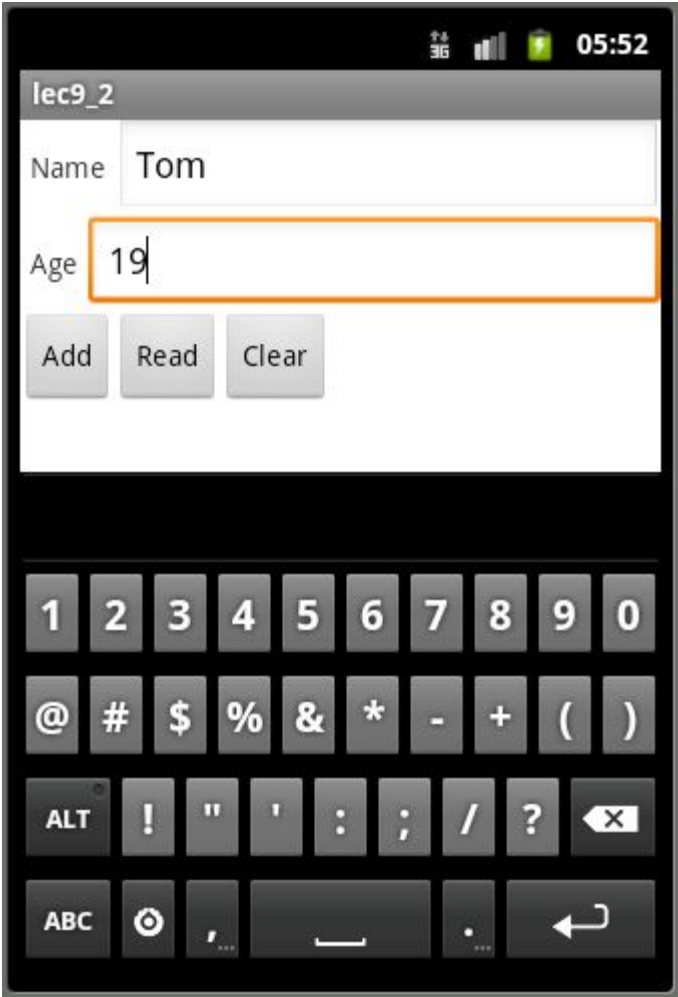 3G 05:52
lec9_2
Name Tom
Age 19
Add Read Clear
1 2 3 4 5 6 7 8 9 0
@ # $ % & * - + ( )
ALT ! " ' : ; / ?
ABC , ... . ...